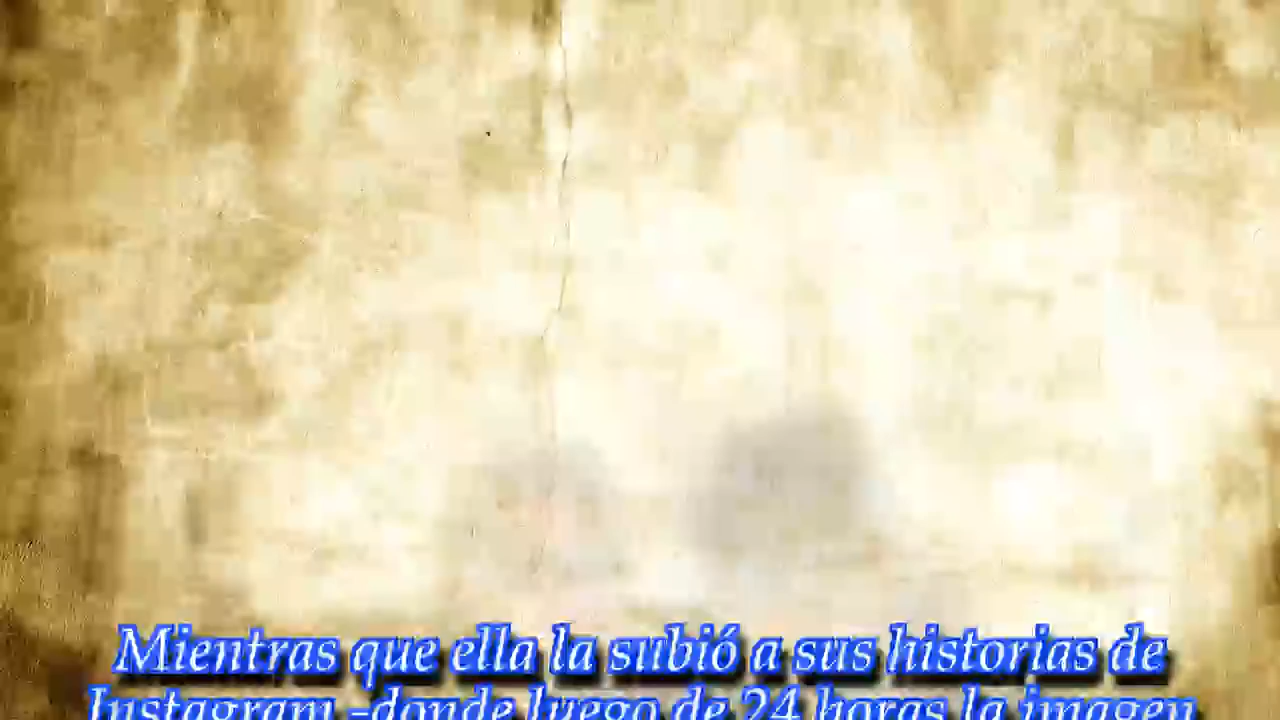 Mientras que ella la subió a sus historias de
Instagram -donde luego de 24 horas la imagen